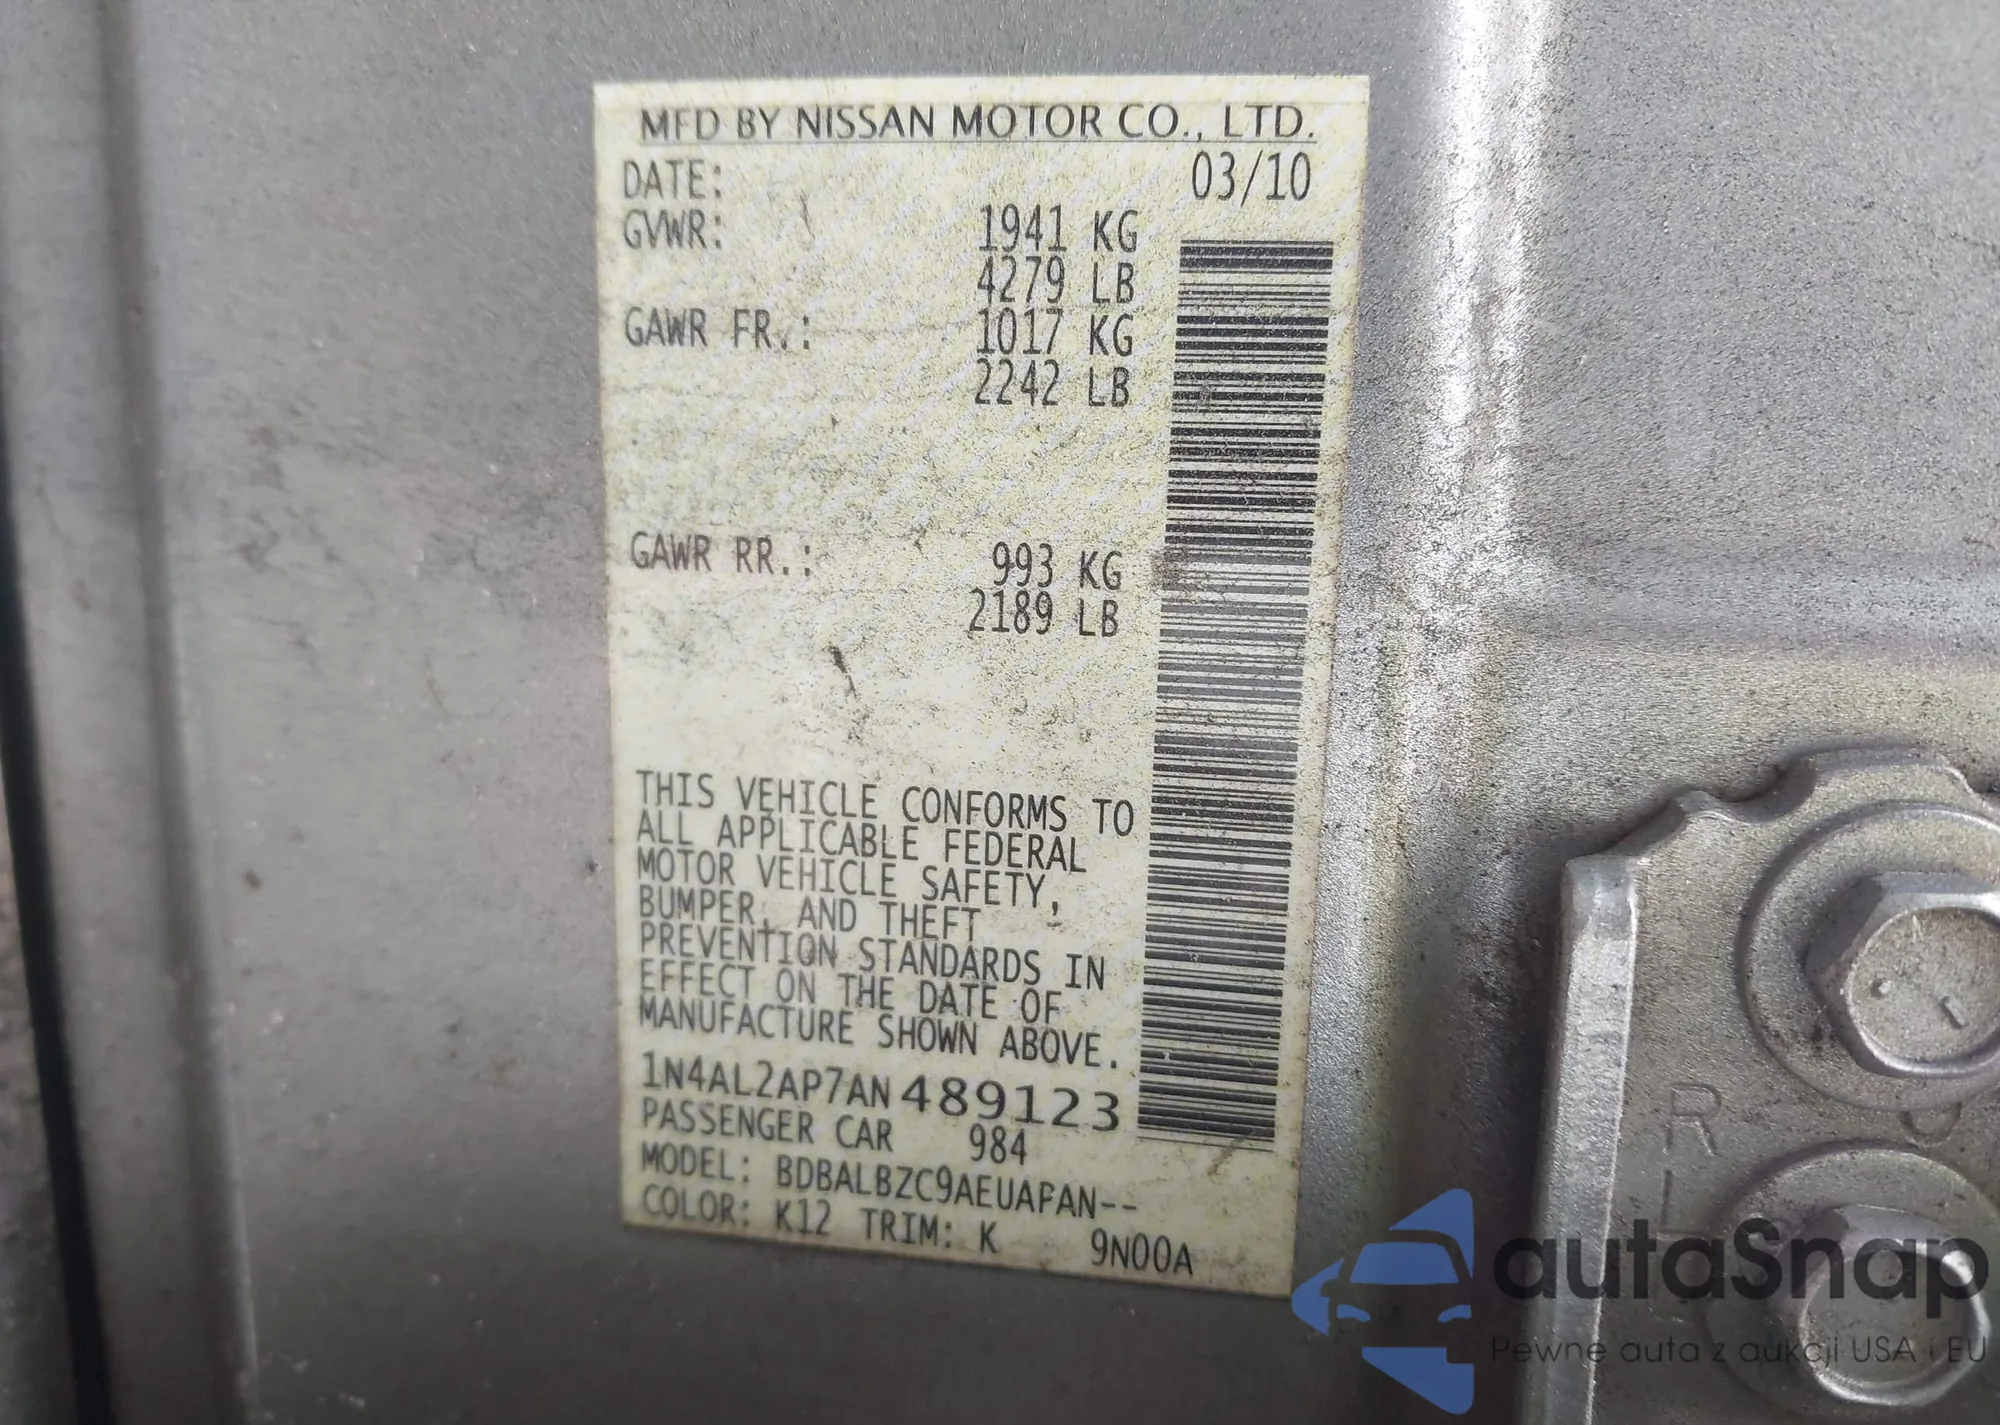 MFD BY NISSAN MOTOR CO., LTD.
DATE: 03/10
GVWR: 1941 KG
4279 LB
GAWR FR.: 1017 KG
2242 LB
GAWR RR.: 993 KG
2189 LB
THIS VEHICLE CONFORMS TO
ALL APPLICABLE FEDERAL
MOTOR VEHICLE SAFETY,
BUMPER, AND THEFT
PREVENTION STANDARDS IN
EFFECT ON THE DATE OF
MANUFACTURE SHOWN ABOVE.
1N4AL2AP7AN489123
PASSENGER CAR 984
MODEL: BDBALBZC9AEUAPAN--
COLOR: K12 TRIM: K 9N00A
R
L
autaSnap
Pewne auta z aukcji USA i EU